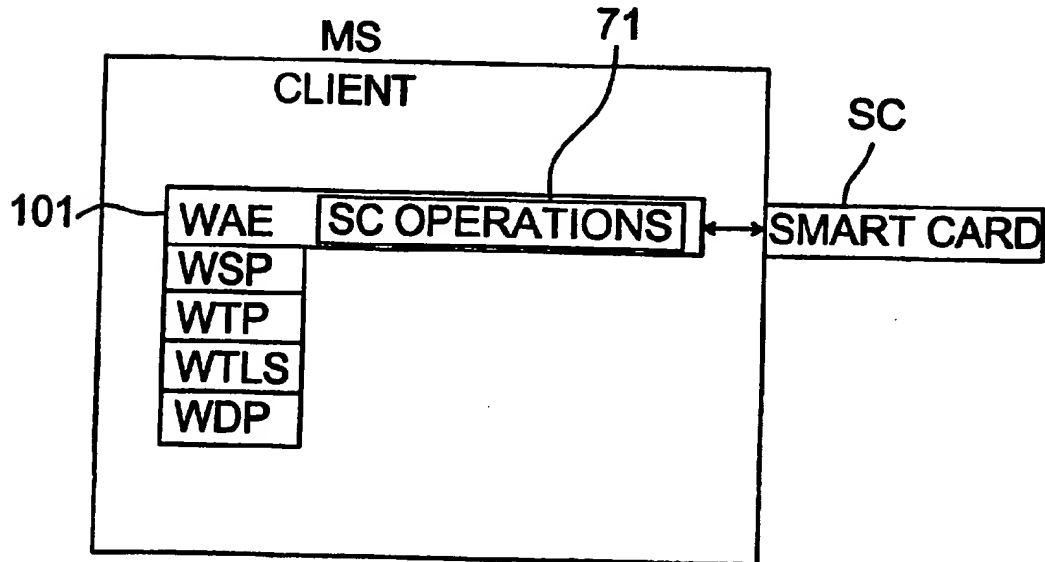 MS
71
CLIENT
SC
101
WAE
SC OPERATIONS
SMART CARD
WSP
WTP
WTLS
WDP